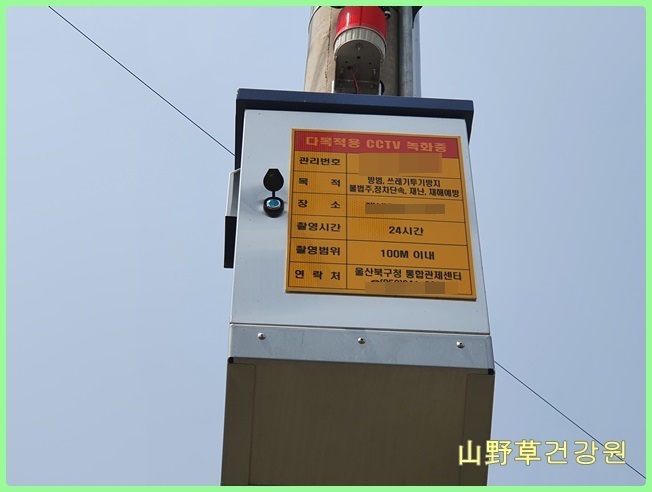 다목적용 CCTV 녹화중
관리번호
목 적 방범, 쓰레기투기방지
불법주,정차단속, 재난, 재해예방
장 소
촬영시간 24시간
촬영범위 100M 이내
연 락 처 울산북구청 통합관제센터
山野草건강원